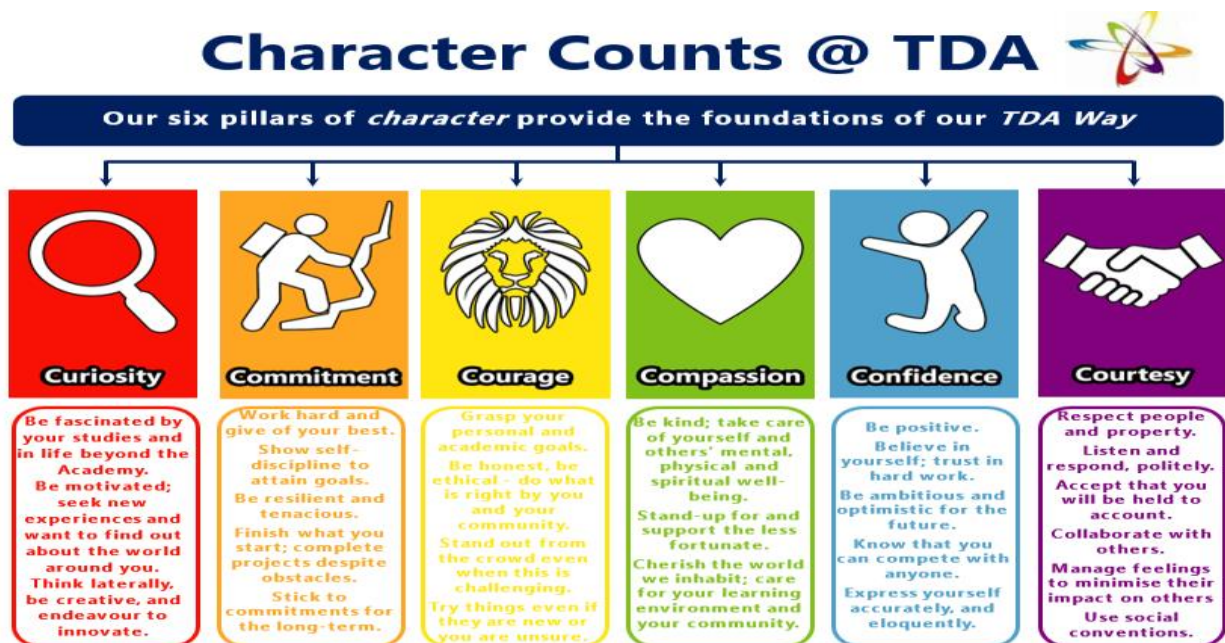 Character Counts @ TDA
Our six pillars of character provide the foundations of our TDA Way
Curiosity
Be fascinated by
your studies and
in life beyond the
Academy.
Be motivated;
seek new
experiences and
want to find out
about the world
around you.
Think laterally,
be creative, and
endeavour to
innovate.
Commitment
Work hard and
give of your best.
Show self-
discipline to
attain goals.
Be resilient and
tenacious.
Finish what you
start; complete
projects despite
obstacles.
Stick to
commitments for
the long-term.
Courage
Grasp your
personal and
academic goals.
Be honest, be
ethical - do what
is right by you
and your
community.
Stand out from
the crowd even
when this is
challenging.
Try things even if
they are new or
you are unsure.
Compassion
Be kind; take care
of yourself and
others' mental,
physical and
spiritual well-
being.
Stand-up for and
support the less
fortunate.
Cherish the world
we inhabit; care
for your learning
environment and
your community.
Confidence
Be positive.
Believe in
yourself; trust in
hard work.
Be ambitious and
optimistic for the
future.
Know that you
can compete with
anyone.
Express yourself
accurately, and
eloquently.
Courtesy
Respect people
and property.
Listen and
respond, politely.
Accept that you
will be held to
account.
Collaborate with
others.
Manage feelings
to minimise their
impact on others
Use social
conventions.